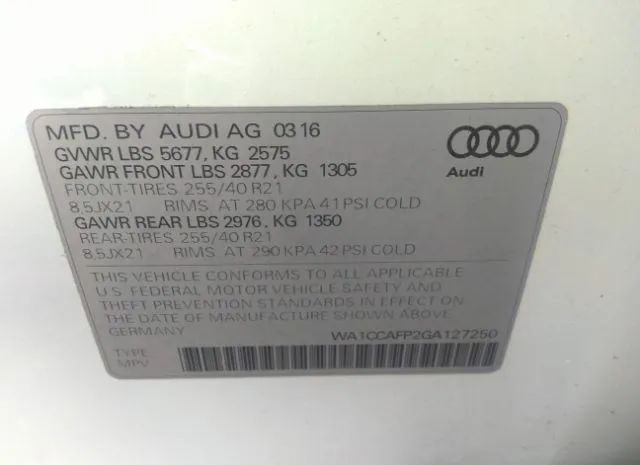 MFD. BY AUDI AG 0316
GVWR LBS 5677, KG 2575
GAWR FRONT LBS 2877, KG 1305
FRONT-TIRES 255/40 R21
8,5JX21 RIMS AT 280 KPA 41 PSI COLD
GAWR REAR LBS 2976, KG 1350
REAR-TIRES 255/40 R21
8,5JX21 RIMS AT 290 KPA 42 PSI COLD
Audi
THIS VEHICLE CONFORMS TO ALL APPLICABLE
U.S. FEDERAL MOTOR VEHICLE SAFETY AND
THEFT PREVENTION STANDARDS IN EFFECT ON
THE DATE OF MANUFACTURE SHOWN ABOVE.
WA1CCAFP2GA127250
TYPE
MPV